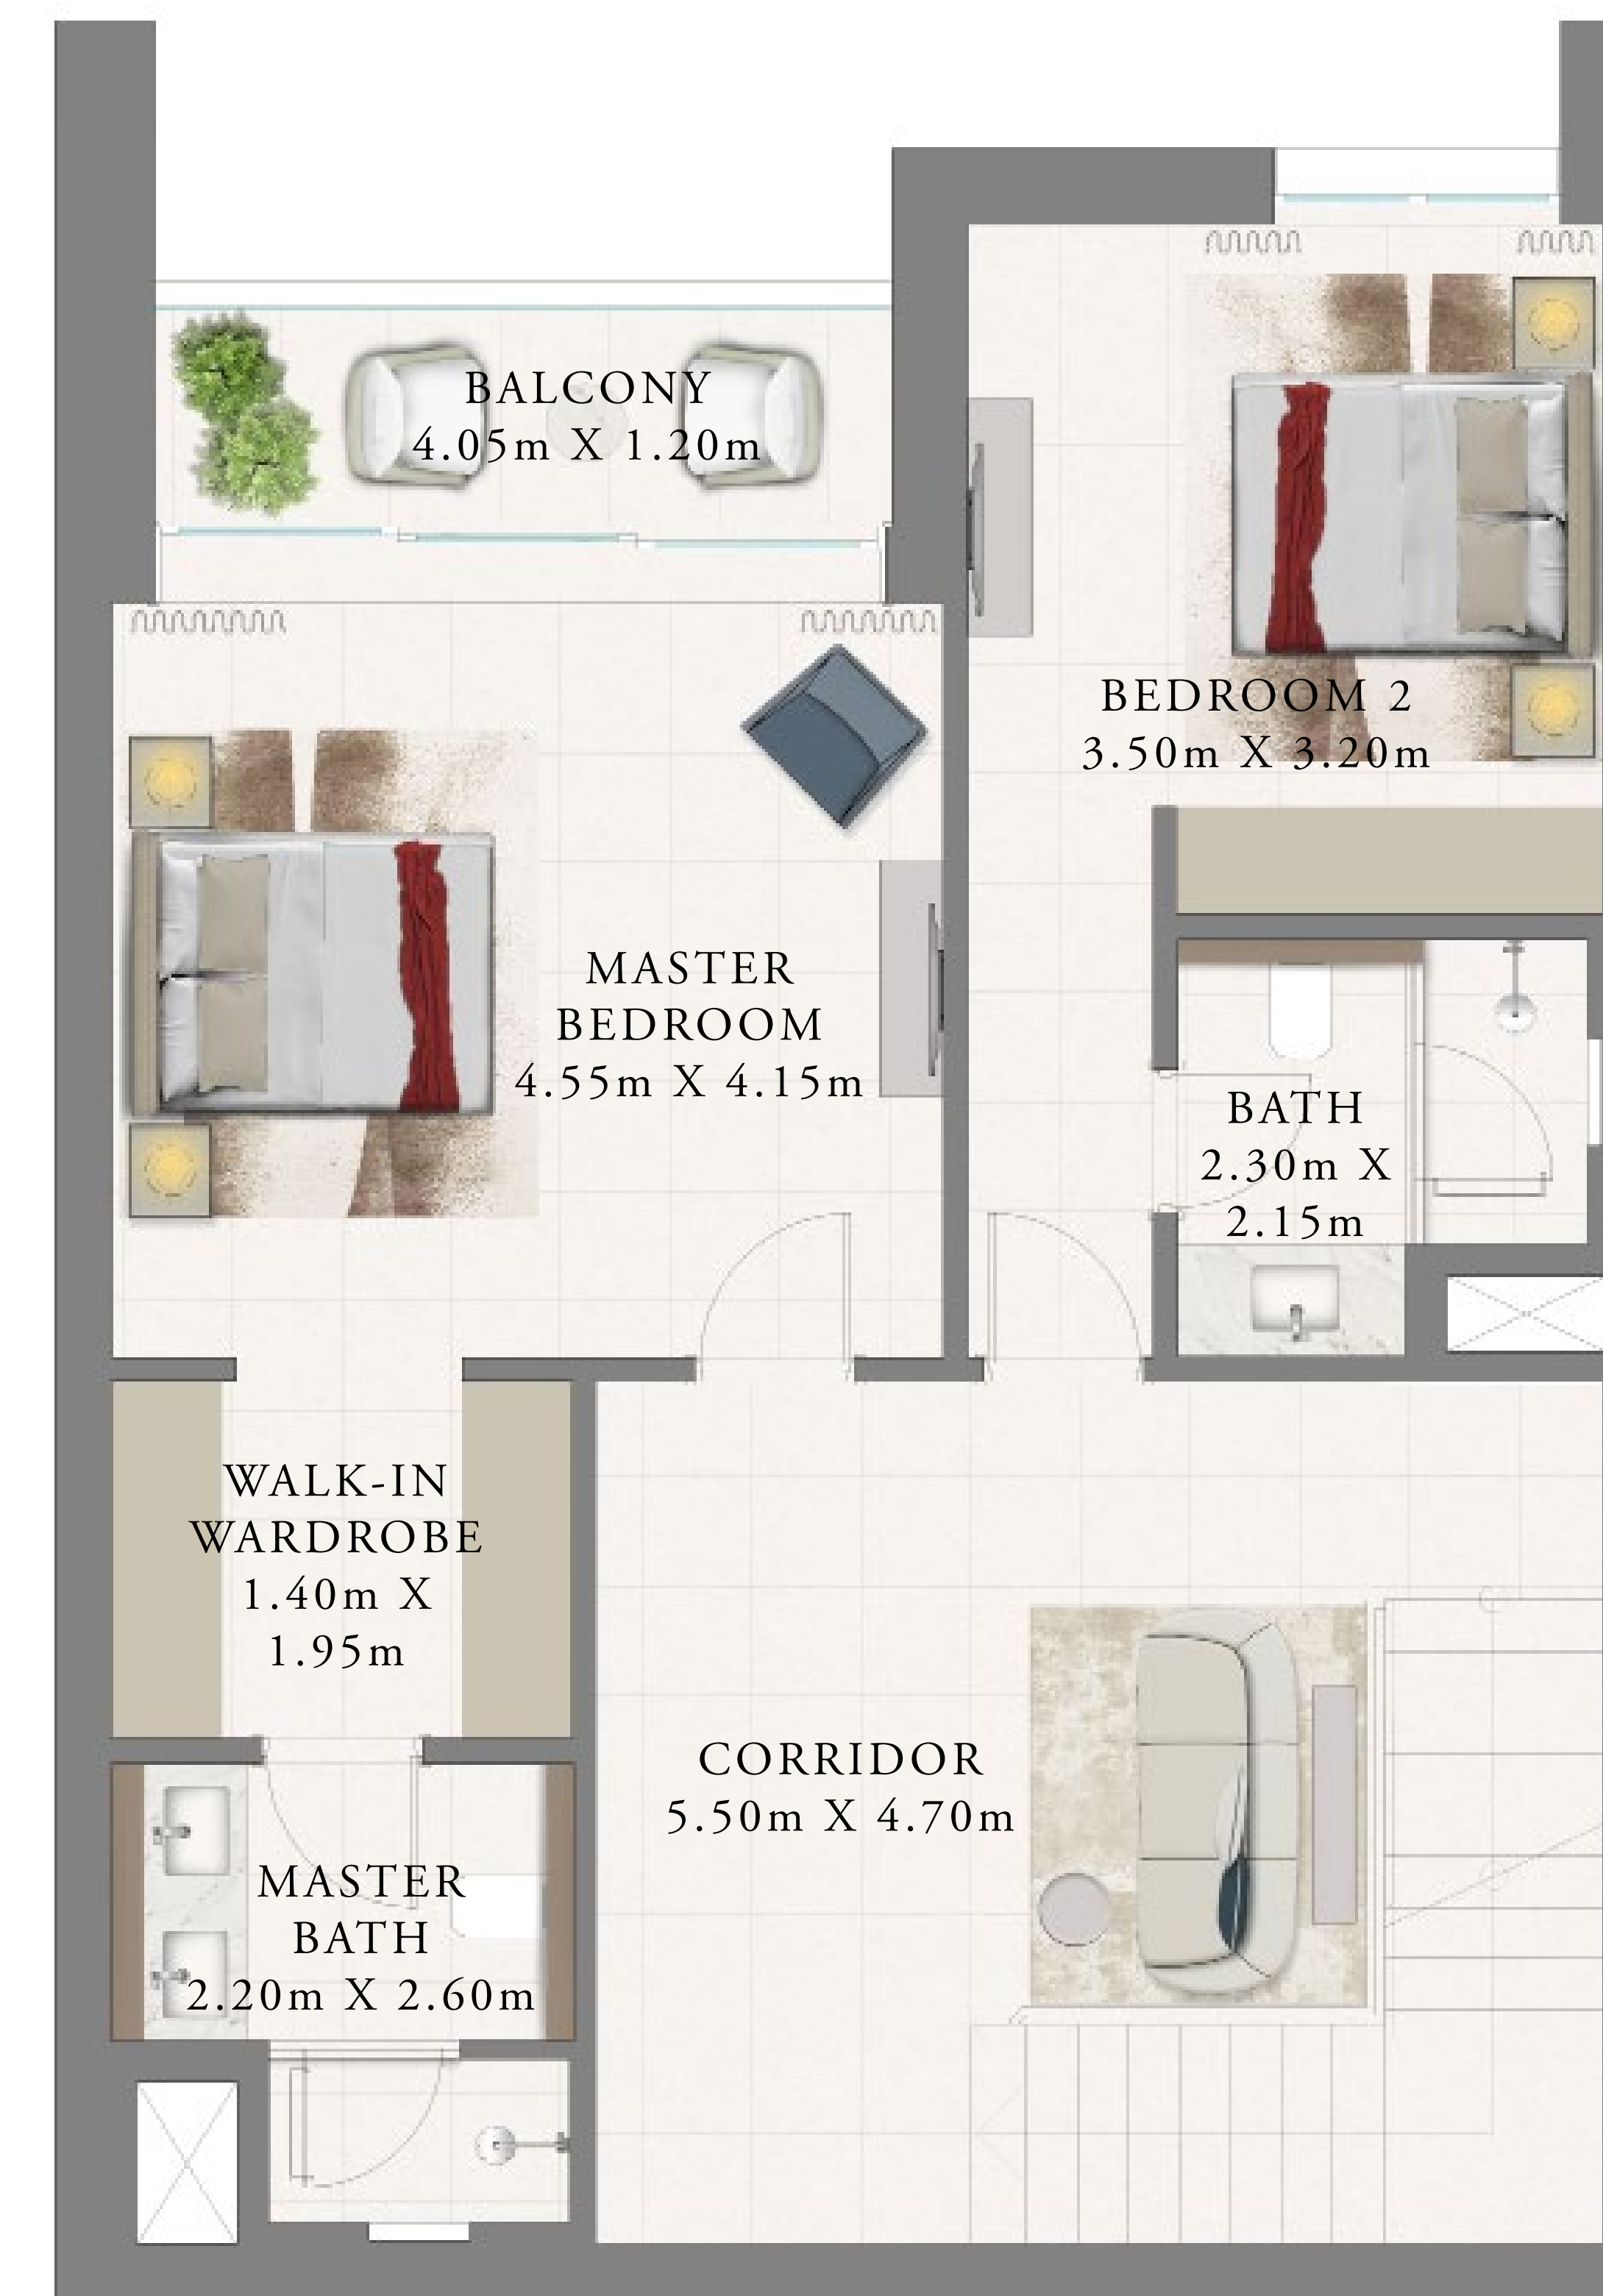 BALCONY
4.05m X 1.20m
BEDROOM 2
3.50m X 3.20m
MASTER
BEDROOM
4.55m X 4.15m
BATH
2.30m X
2.15m
WALK-IN
WARDROBE
1.40m X
1.95m
CORRIDOR
5.50m X 4.70m
MASTER
BATH
2.20m X 2.60m